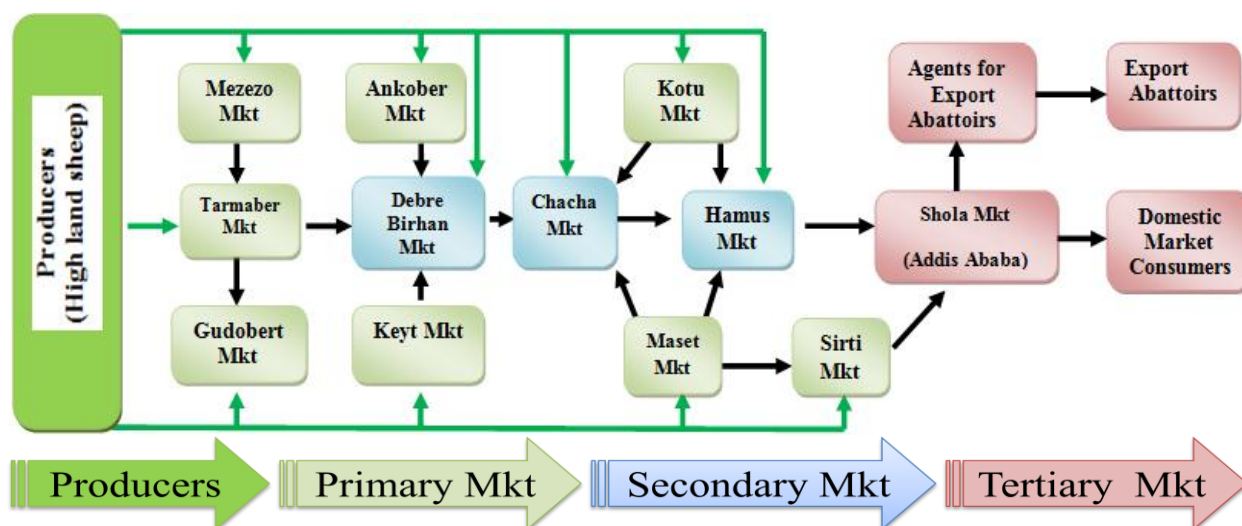 Producers
(High land sheep)
Mezezo
Mkt
Ankober
Mkt
Kotu
Mkt
Agents for
Export
Abattoirs
Export
Abattoirs
Tarmaber
Mkt
Debre
Birhan
Mkt
Chacha
Mkt
Hamus
Mkt
Shola Mkt
(Addis Ababa)
Domestic
Market
Consumers
Gudobert
Mkt
Keyt Mkt
Maset
Mkt
Sirti
Mkt
Producers
Primary Mkt
Secondary Mkt
Tertiary Mkt